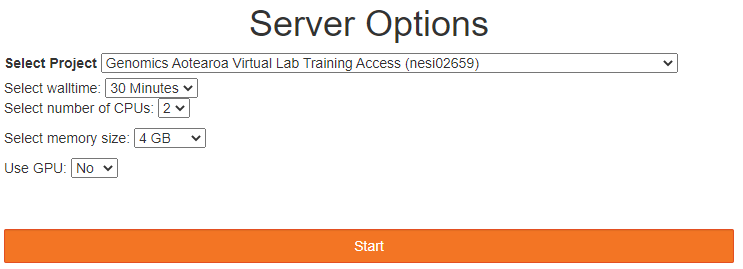 Server Options
Select Project Genomics Aotearoa Virtual Lab Training Access (nesi02659)
Select walltime: 30 Minutes
Select number of CPUs: 2
Select memory size: 4 GB
Use GPU: No
Start